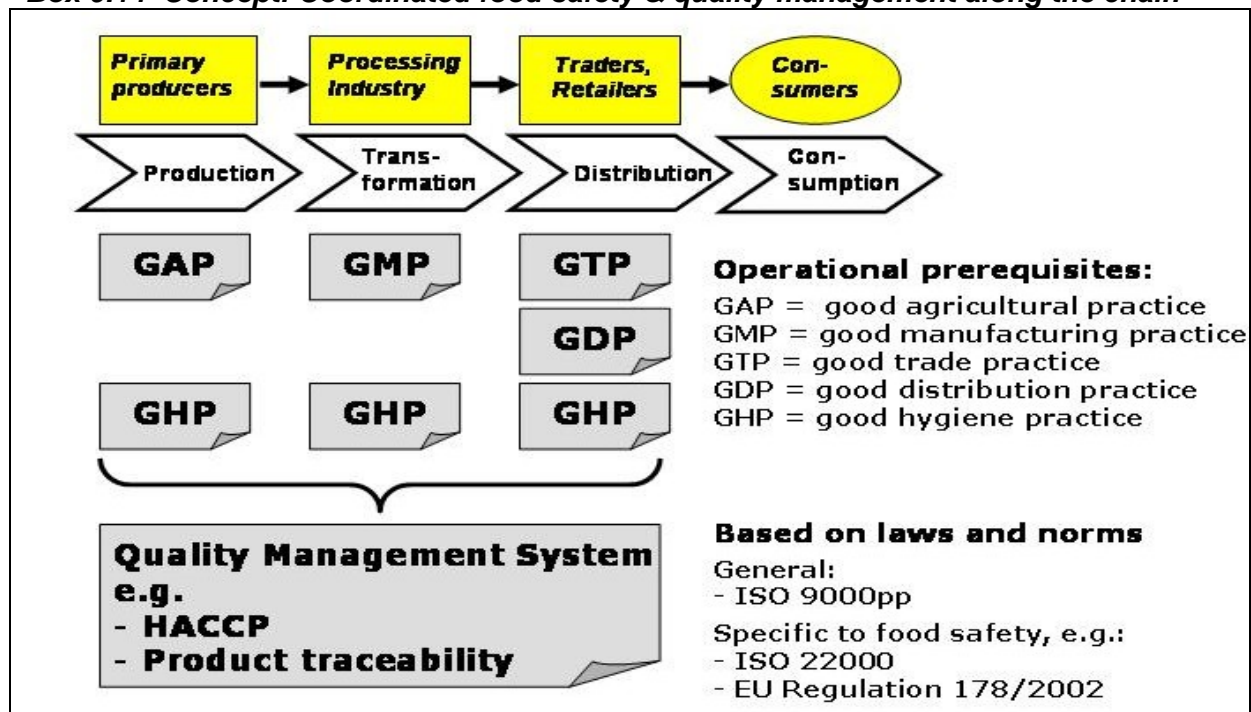 Concept: Coordinated food safety & quality management along the chain
Primary
producers
Processing
Industry
Traders,
Retailers
Con-
sumers
Production
Trans-
formation
Distribution
Con-
sumption
GAP
GMP
GTP
GDP
GHP
GHP
GHP
Operational prerequisites:
GAP = good agricultural practice
GMP = good manufacturing practice
GTP = good trade practice
GDP = good distribution practice
GHP = good hygiene practice
Quality Management System
e.g.
- HACCP
- Product traceability
Based on laws and norms
General:
- ISO 9000pp
Specific to food safety, e.g.:
- ISO 22000
- EU Regulation 178/2002